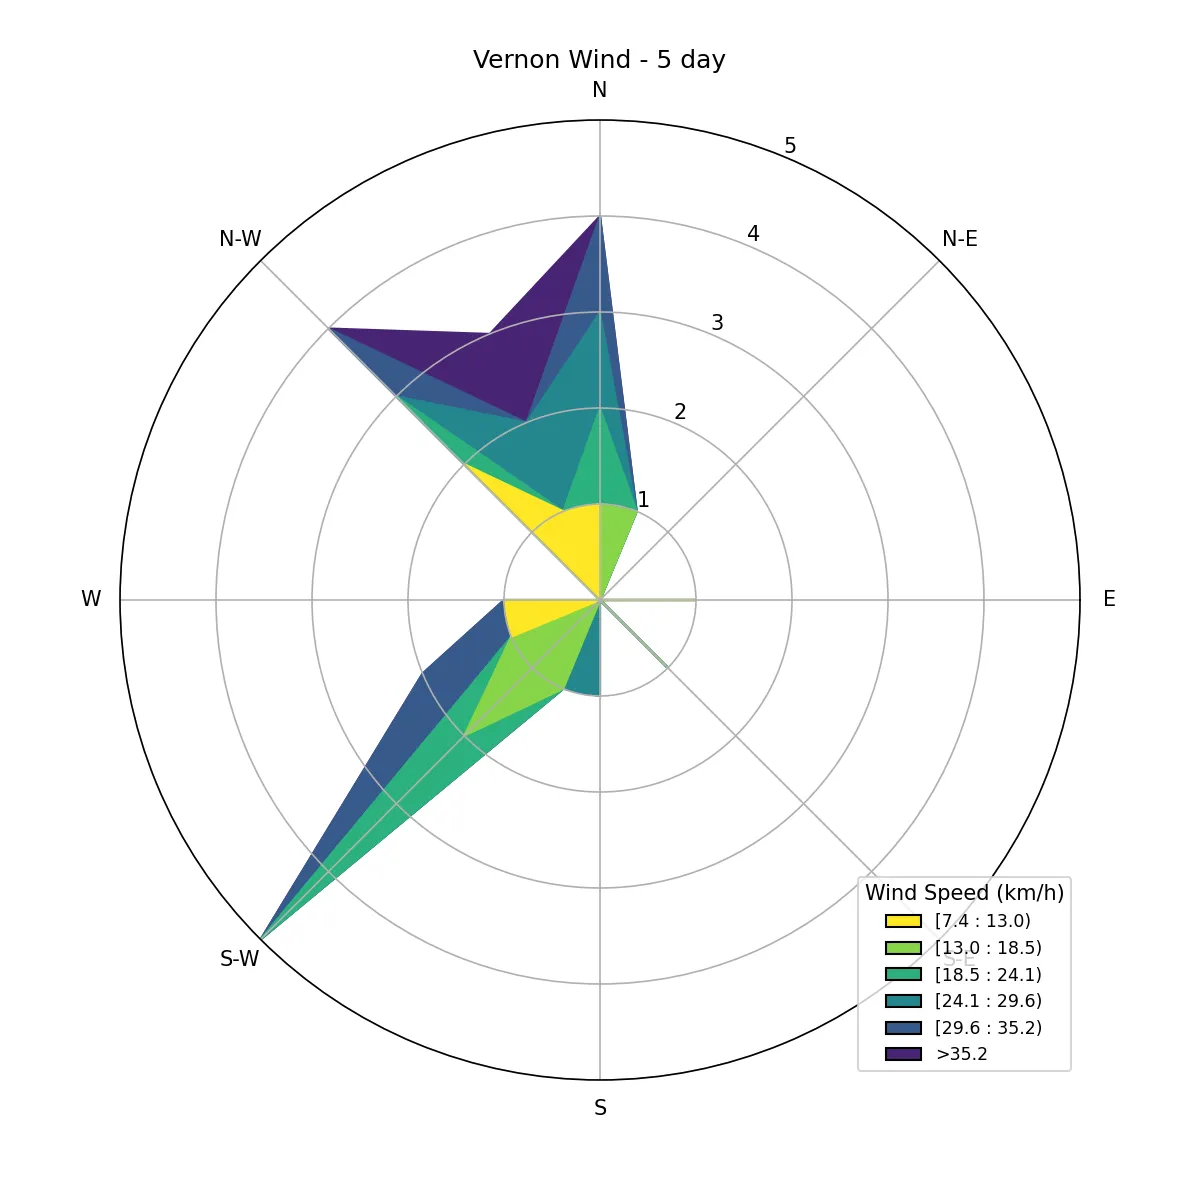 Vernon Wind - 5 day
N
5
N-W
4
N-E
3
2
1
W
E
S-W
S-E
S
Wind Speed (km/h)
[7.4 : 13.0)
[13.0 : 18.5)
[18.5 : 24.1)
[24.1 : 29.6)
[29.6 : 35.2)
>35.2